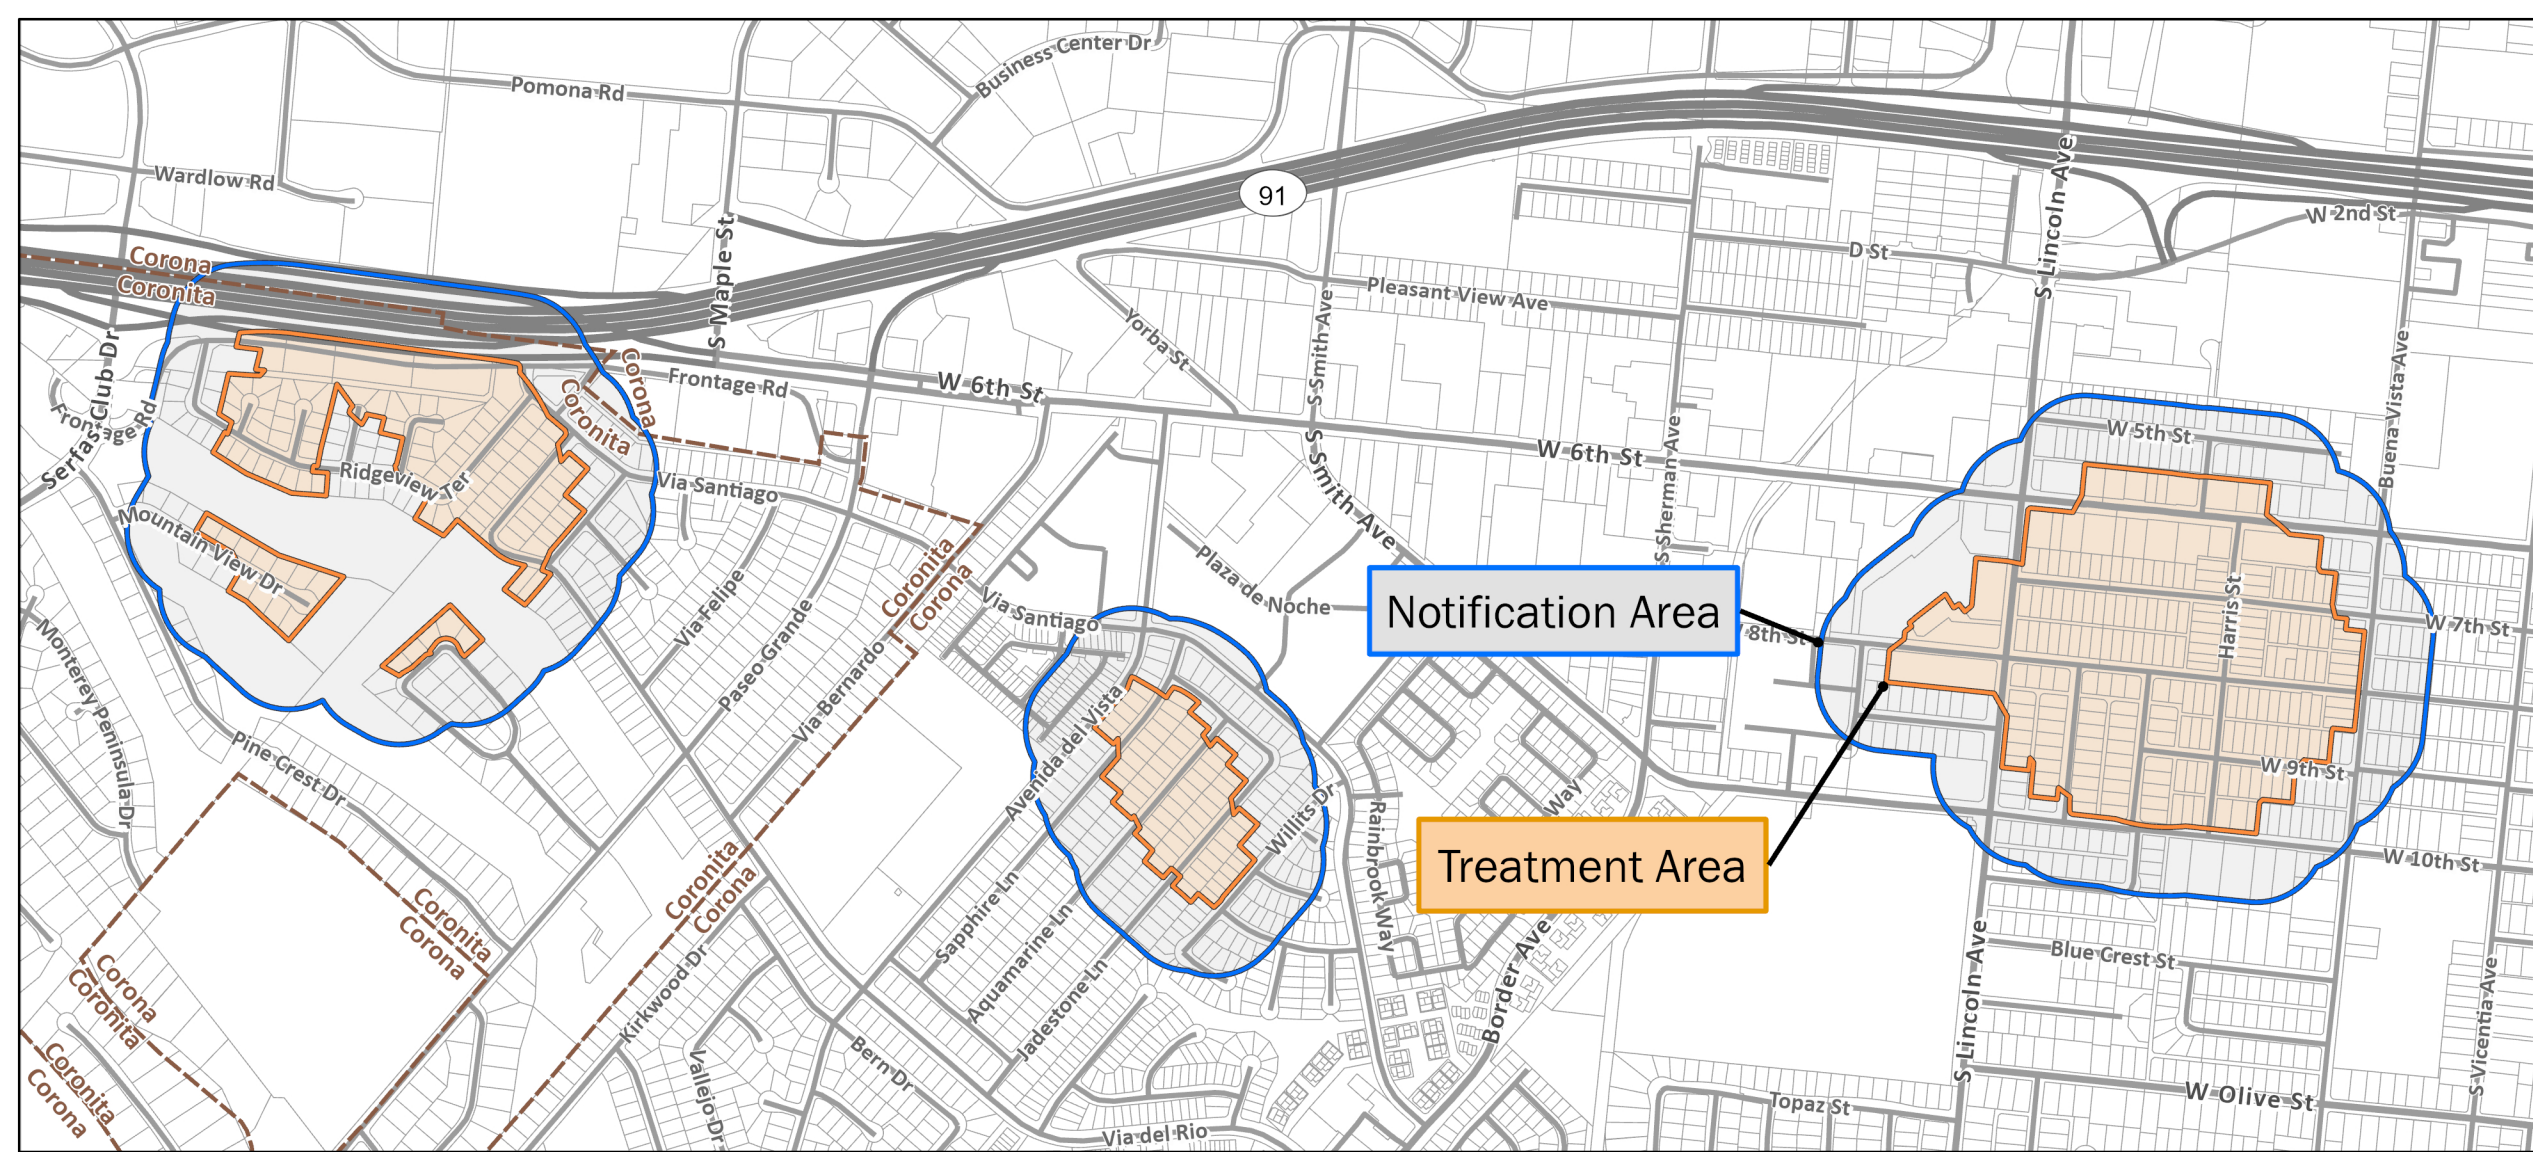 Business Center Dr
Pomona Rd
Wardlow Rd
91
S Lincoln Ave
W 2nd St
D St
Corona
Coronita
S Maple St
Pleasant View Ave
Yorba St
S Smith Ave
Buena Vista Ave
Serfas Club Dr
Frontage Rd
Corona
Coronita
Frontage Rd
W 6th St
W 6th St
S Smith Ave
S Sherman Ave
W 5th St
Ridgeview Ter
Via Santiago
Mountain View Dr
Coronita
Corona
Via Santiago
Plaza de Noche
Notification Area
W 8th St
Harris St
W 7th St
Via Felipe
Paseo Grande
Via Bernardo
Monterey Peninsula Dr
Pine Crest Dr
Avenida del Vista
Willits Dr
Rainbrook Way
Way
W 9th St
Treatment Area
W 10th St
Coronita
Corona
Coronita
Corona
Sapphire Ln
Aquamarine Ln
Jadestone Ln
Border Ave
Blue Crest St
S Lincoln Ave
S Vicentia Ave
Corona
Coronita
Kirkwood Dr
Vallejo Dr
Bern Dr
Via del Rio
Topaz St
W Olive St
Coronita
Corona